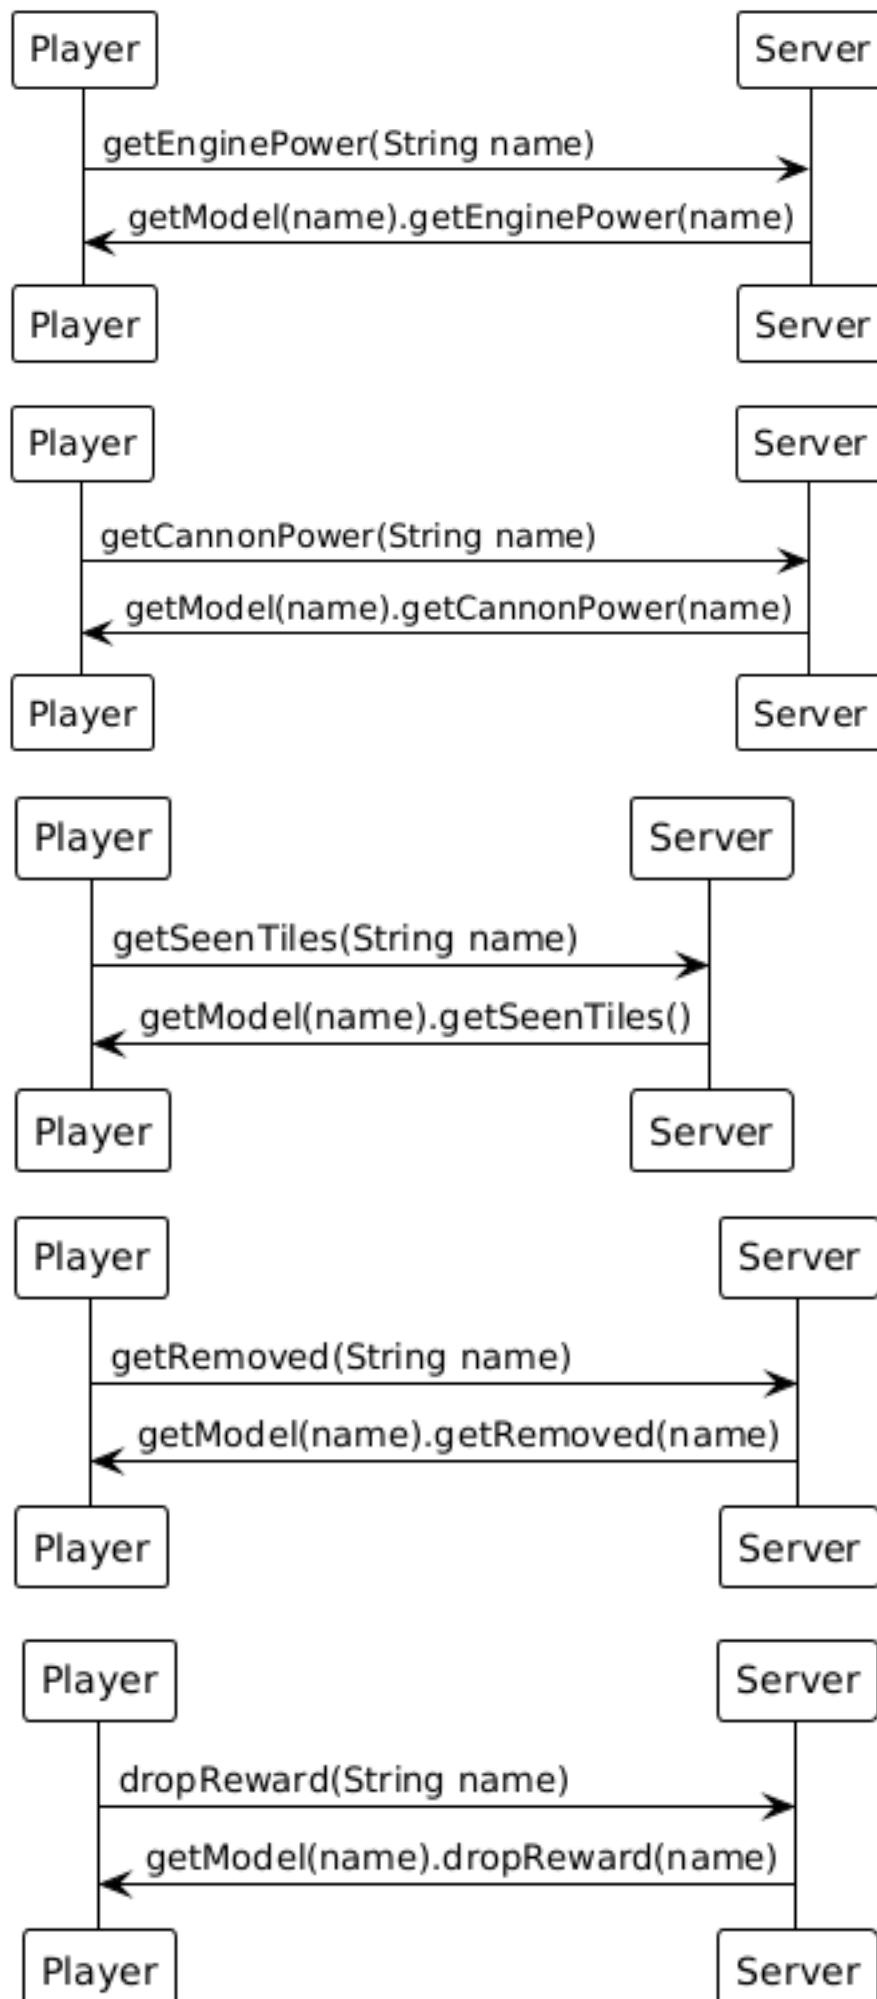 Player Server
getEnginePower(String name)
getModel(name).getEnginePower(name)
Player Server
Player Server
getCannonPower(String name)
getModel(name).getCannonPower(name)
Player Server
Player Server
getSeenTiles(String name)
getModel(name).getSeenTiles()
Player Server
Player Server
getRemoved(String name)
getModel(name).getRemoved(name)
Player Server
Player Server
dropReward(String name)
getModel(name).dropReward(name)
Player Server